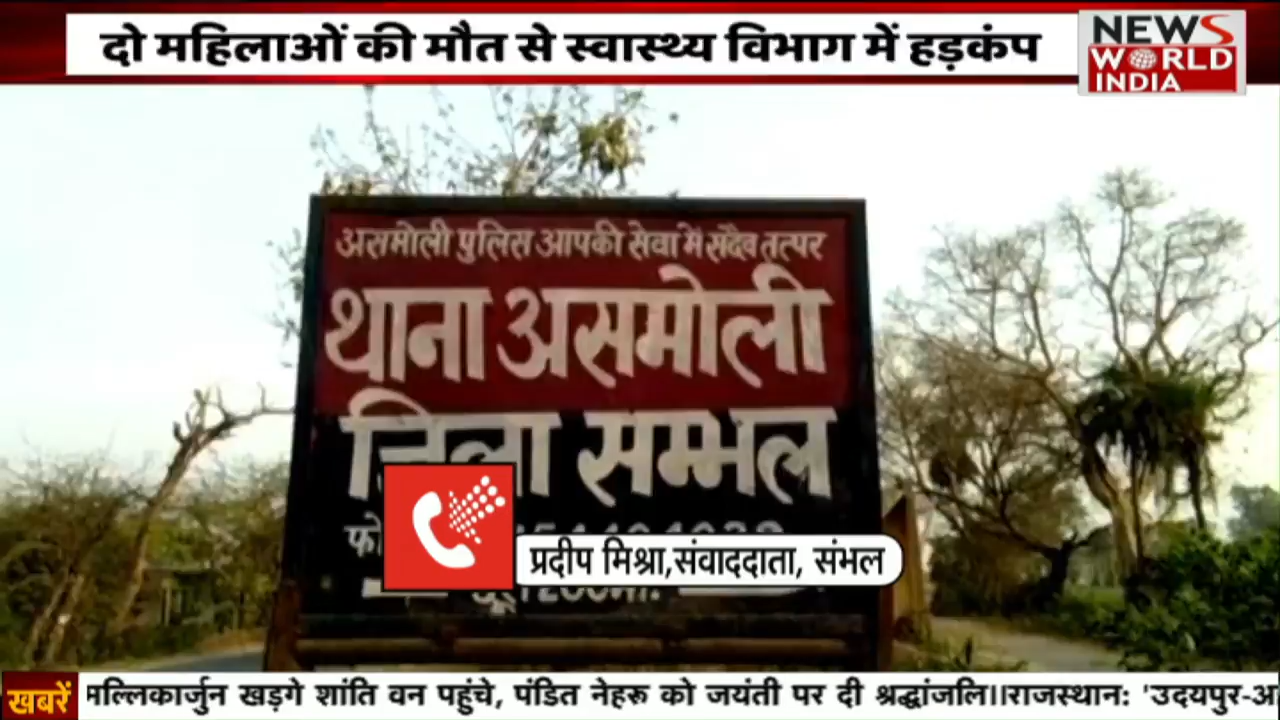 दो महिलाओं की मौत से स्वास्थ्य विभाग में हड़कंप
NEWS
WORLD
INDIA
असमोली पुलिस आपकी सेवा में सदैव तत्पर
थाना असमोली
जिला सम्भल
प्रदीप मिश्रा,संवाददाता, संभल
खबरें
मल्लिकार्जुन खड़गे शांति वन पहुंचे, पंडित नेहरू को जयंती पर दी श्रद्धांजलि।।राजस्थान: 'उदयपुर-अ